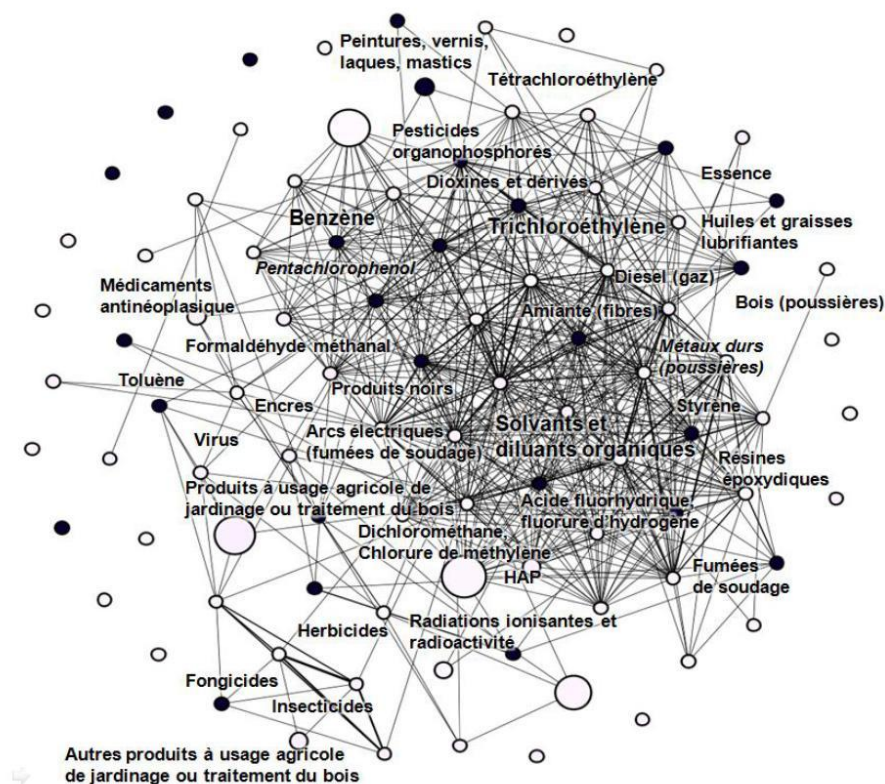 Peintures, vernis,
laques, mastics
Tétrachloroéthylène
Pesticides
organophosphorés
Dioxines et dérivés
Essence
Benzène
Trichloroéthylène
Huiles et graisses
lubrifiantes
Pentachlorophenol
Diesel (gaz)
Médicaments
antinéoplasique
Bois (poussières)
Amiante (fibres)
Formaldéhyde méthanal
Métaux durs
(poussières)
Toluène
Produits noirs
Encres
Styrène
Virus
Arcs électriques
(fumées de soudage)
Solvants et
diluants organiques
Résines
époxydiques
Produits à usage agricole de
jardinage ou traitement du bois
Acide fluorhydrique,
fluorure d'hydrogène
Dichlorométhane,
Chlorure de méthylène
HAP
Fumées
de soudage
Herbicides
Radiations ionisantes et
radioactivité
Fongicides
Insecticides
Autres produits à usage agricole
de jardinage ou traitement du bois